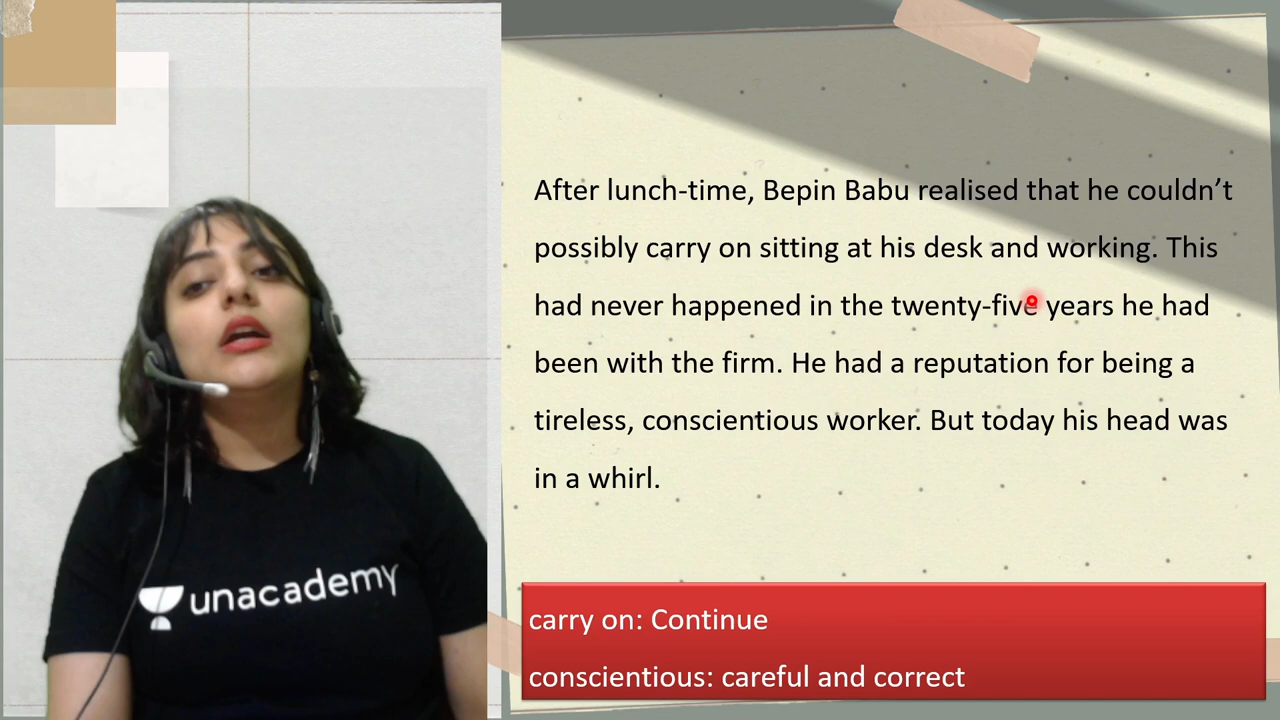 After lunch-time, Bepin Babu realised that he couldn’t
possibly carry on sitting at his desk and working. This
had never happened in the twenty-five years he had
been with the firm. He had a reputation for being a
tireless, conscientious worker. But today his head was
in a whirl.
carry on: Continue
conscientious: careful and correct
unacademy